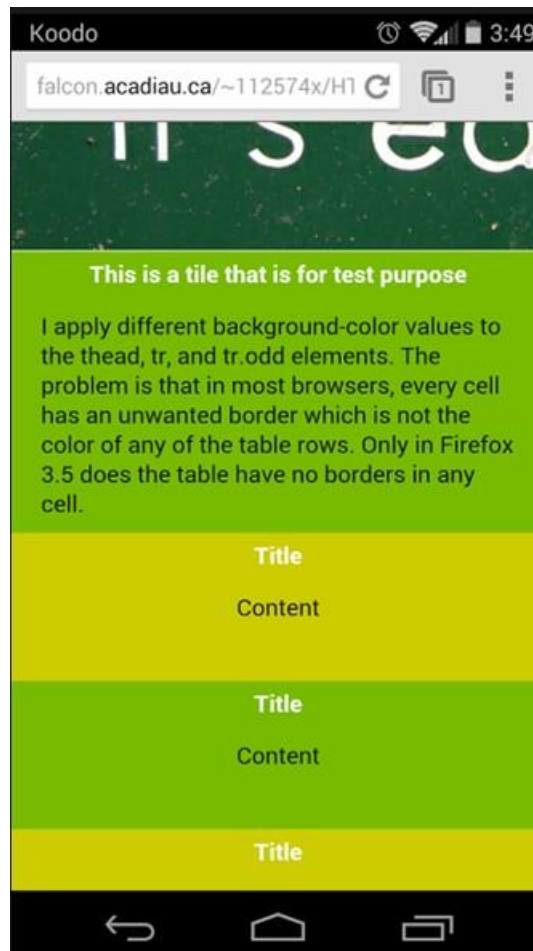 Koodo 3:49
falcon.acadiau.ca/~112574x/H1 1
it's ea
This is a tile that is for test purpose
I apply different background-color values to
the thead, tr, and tr.odd elements. The
problem is that in most browsers, every cell
has an unwanted border which is not the
color of any of the table rows. Only in Firefox
3.5 does the table have no borders in any
cell.
Title
Content
Title
Content
Title